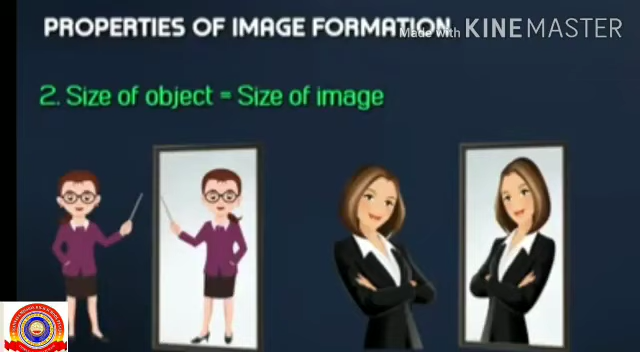 PROPERTIES OF IMAGE FORMATION
Made with KINEMASTER
2. Size of object = Size of image